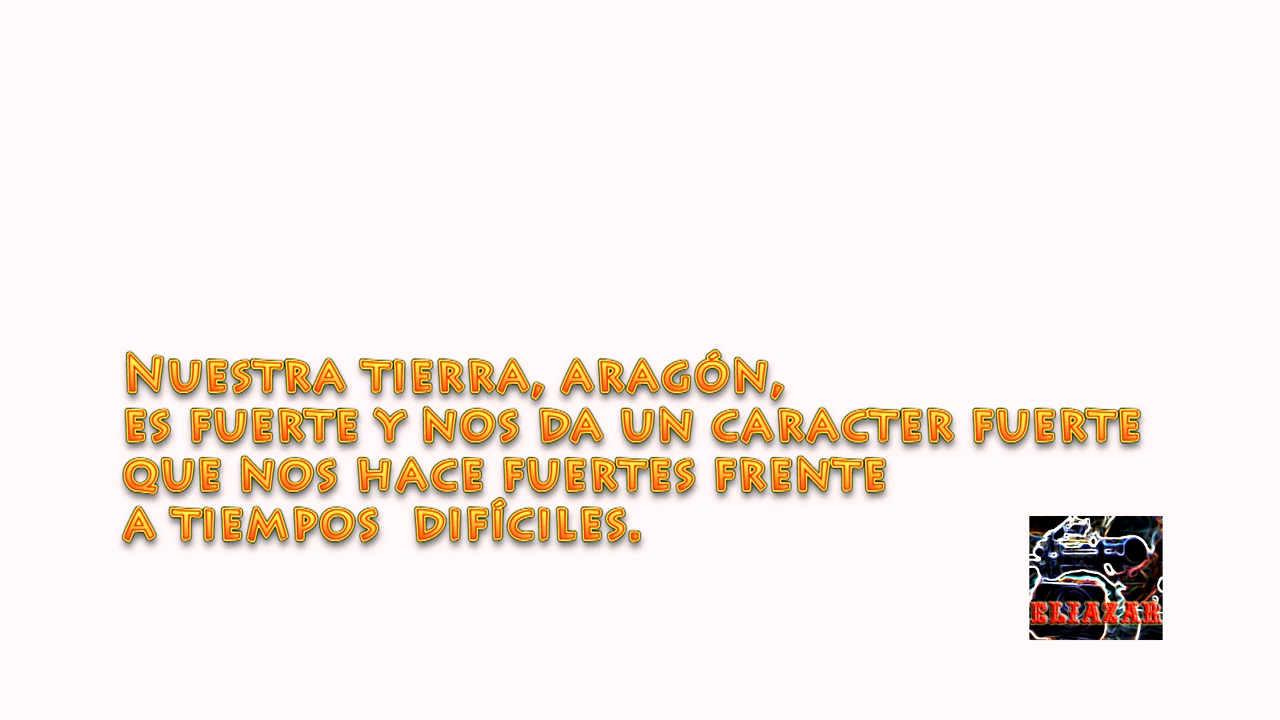 Nuestra tierra, Aragón,
es fuerte y nos da un caracter fuerte
que nos hace fuertes frente
a tiempos  difíciles.
ELIAZAR